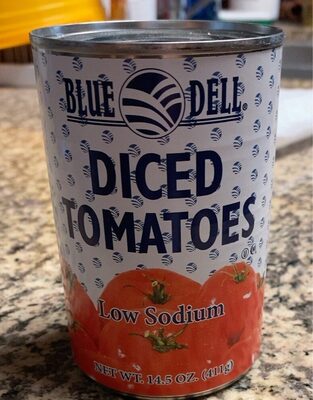 BLUE DELL®
DICED
TOMATOES
Low Sodium
NET WT. 14.5 OZ. (411g)